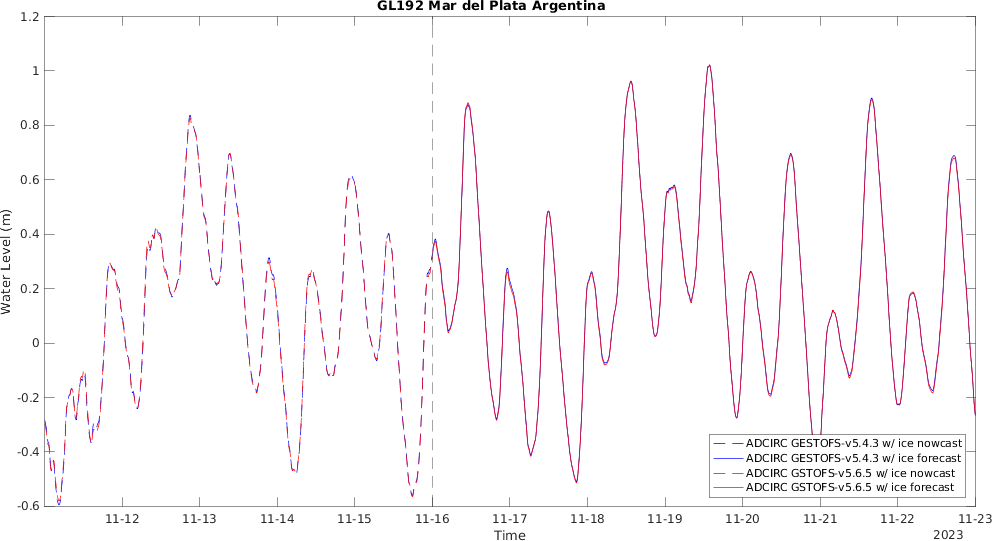 GL192 Mar del Plata Argentina
1.2
1
0.8
0.6
0.4
0.2
0
-0.2
-0.4
-0.6
Water Level (m)
ADCIRC GESTOFS-v5.4.3 w/ ice nowcast
ADCIRC GESTOFS-v5.4.3 w/ ice forecast
ADCIRC GSTOFS-v5.6.5 w/ ice nowcast
ADCIRC GSTOFS-v5.6.5 w/ ice forecast
11-12 11-13 11-14 11-15 11-16 11-17 11-18 11-19 11-20 11-21 11-22 11-23
Time
2023